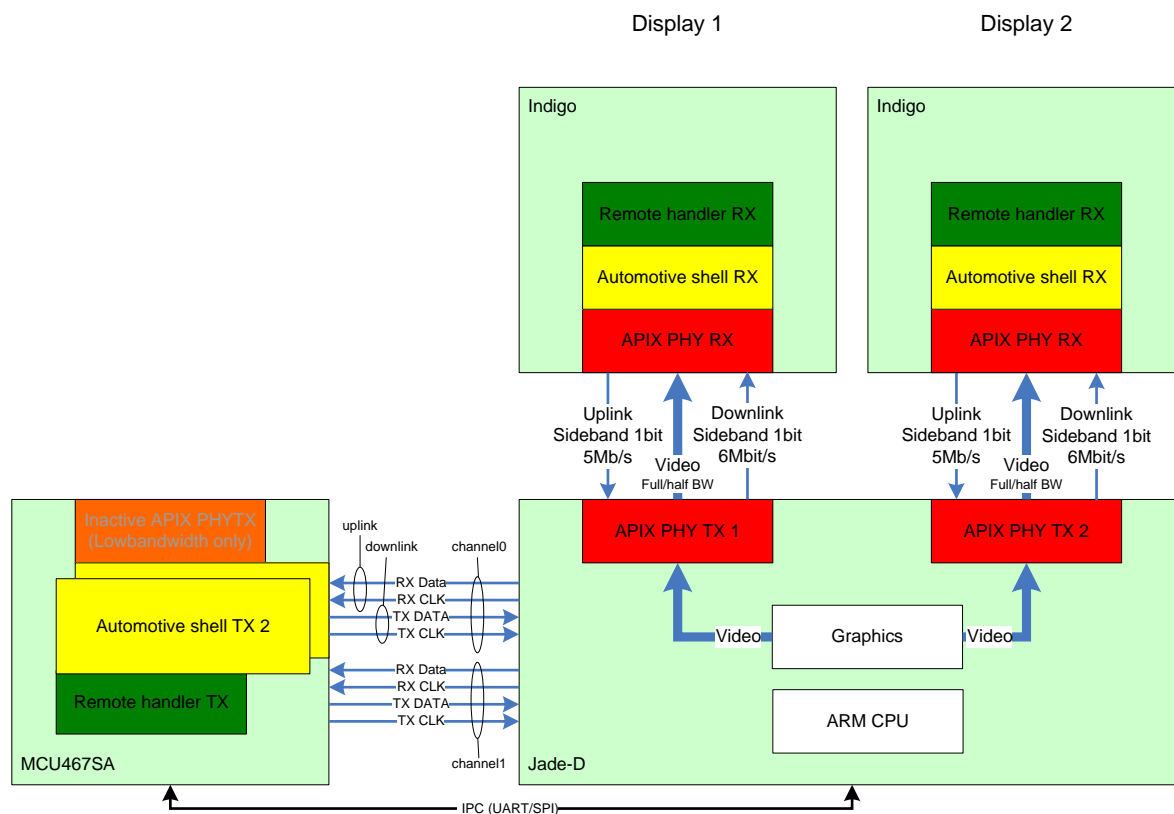 Display 1
Display 2
Indigo
Indigo
Remote handler RX
Remote handler RX
Automotive shell RX
Automotive shell RX
APIX PHY RX
APIX PHY RX
Uplink
Sideband 1bit
5Mb/s
Video
Full/half BW
Downlink
Sideband 1bit
6Mbit/s
Uplink
Sideband 1bit
5Mb/s
Video
Full/half BW
Downlink
Sideband 1bit
6Mbit/s
Inactive APIX PHYTX
(Lowbandwidth only)
uplink
downlink
channel0
APIX PHY TX 1
APIX PHY TX 2
RX Data
RX CLK
TX DATA
TX CLK
Automotive shell TX 2
Video
Graphics
Video
RX Data
RX CLK
TX DATA
TX CLK
Remote handler TX
ARM CPU
channel1
MCU467SA
Jade-D
IPC (UART/SPI)